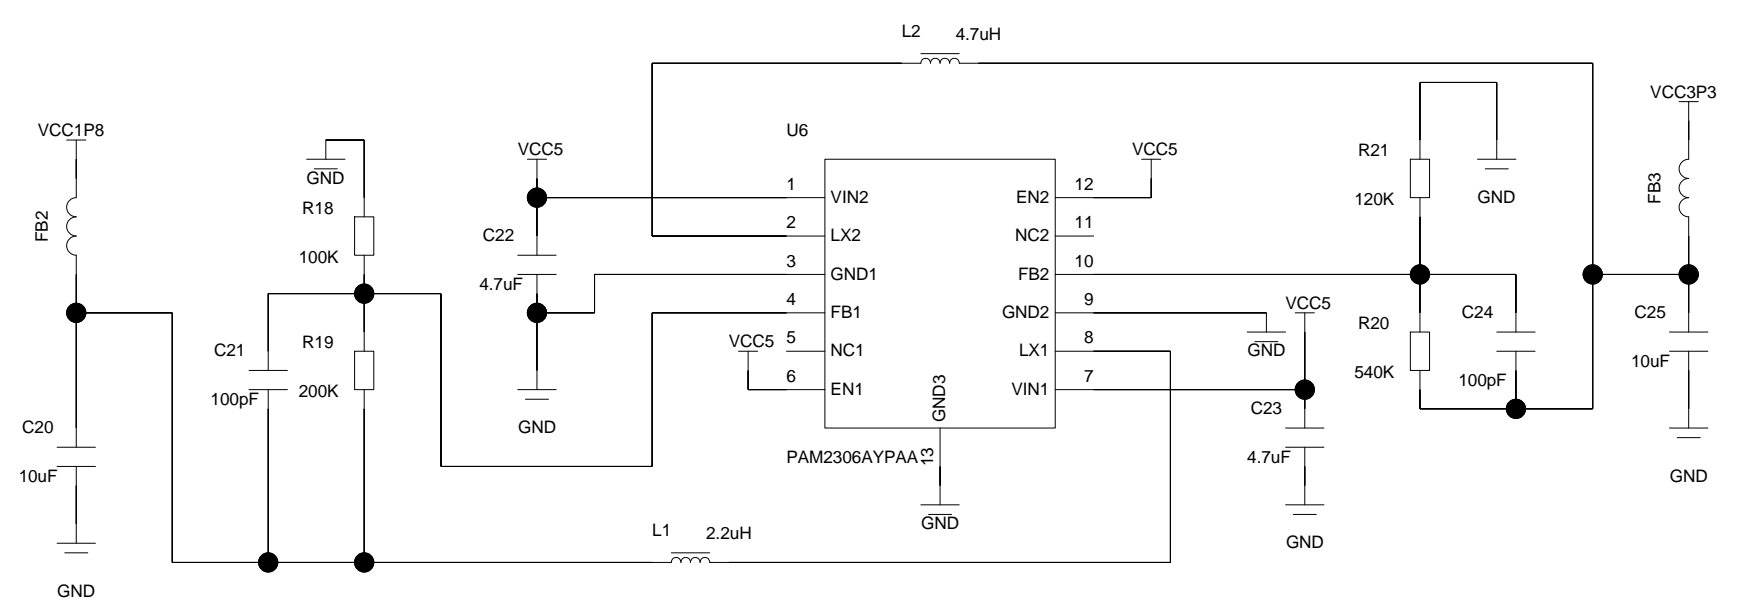 L2 4.7uH
VCC3P3
VCC1P8
U6
VCC5
VCC5
R21
GND
R18
FB2
100K
C22
4.7uF
1 VIN2
2 LX2
3 GND1
4 FB1
5 NC1
6 EN1
EN2 12
NC2 11
FB2 10
GND2 9
LX1 8
VIN1 7
GND3
13
120K
GND
FB3
VCC5
VCC5
GND
R20
540K
C24
100pF
C25
10uF
C21
100pF
R19
200K
C20
10uF
GND
PAM2306AYPAA
GND
C23
4.7uF
GND
GND
L1 2.2uH
GND